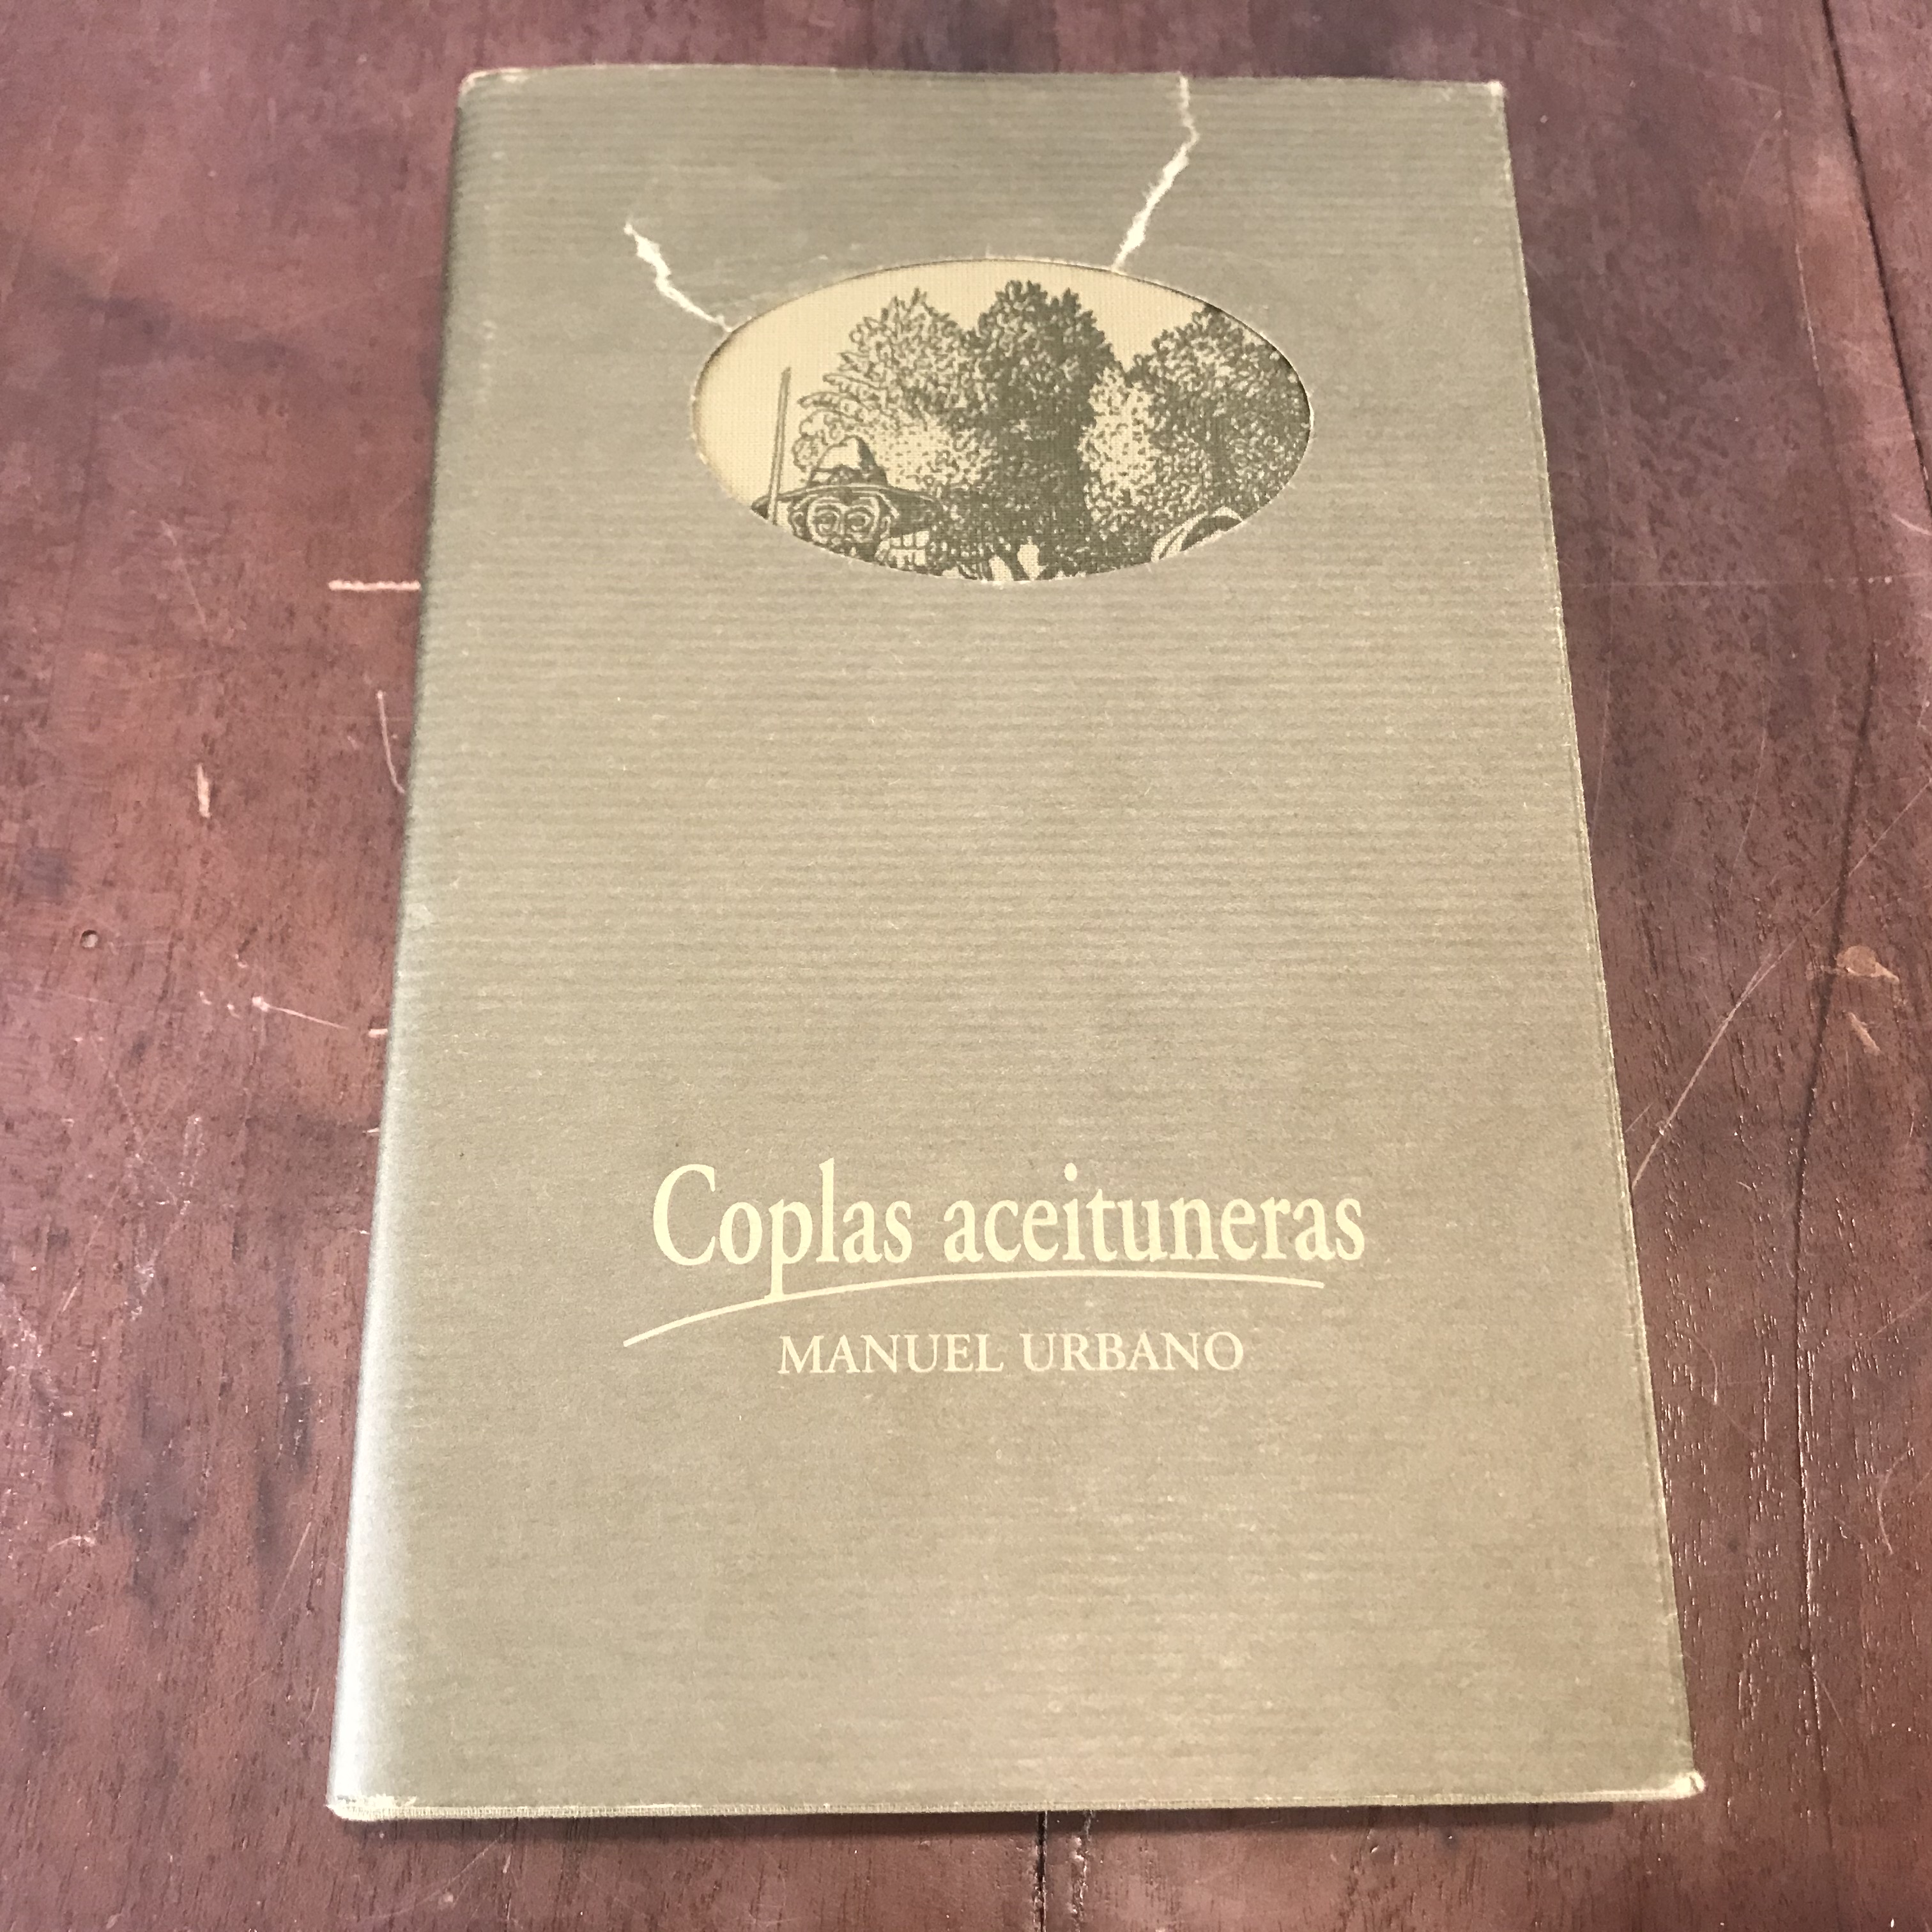 Coplas aceituneras
MANUEL URBANO